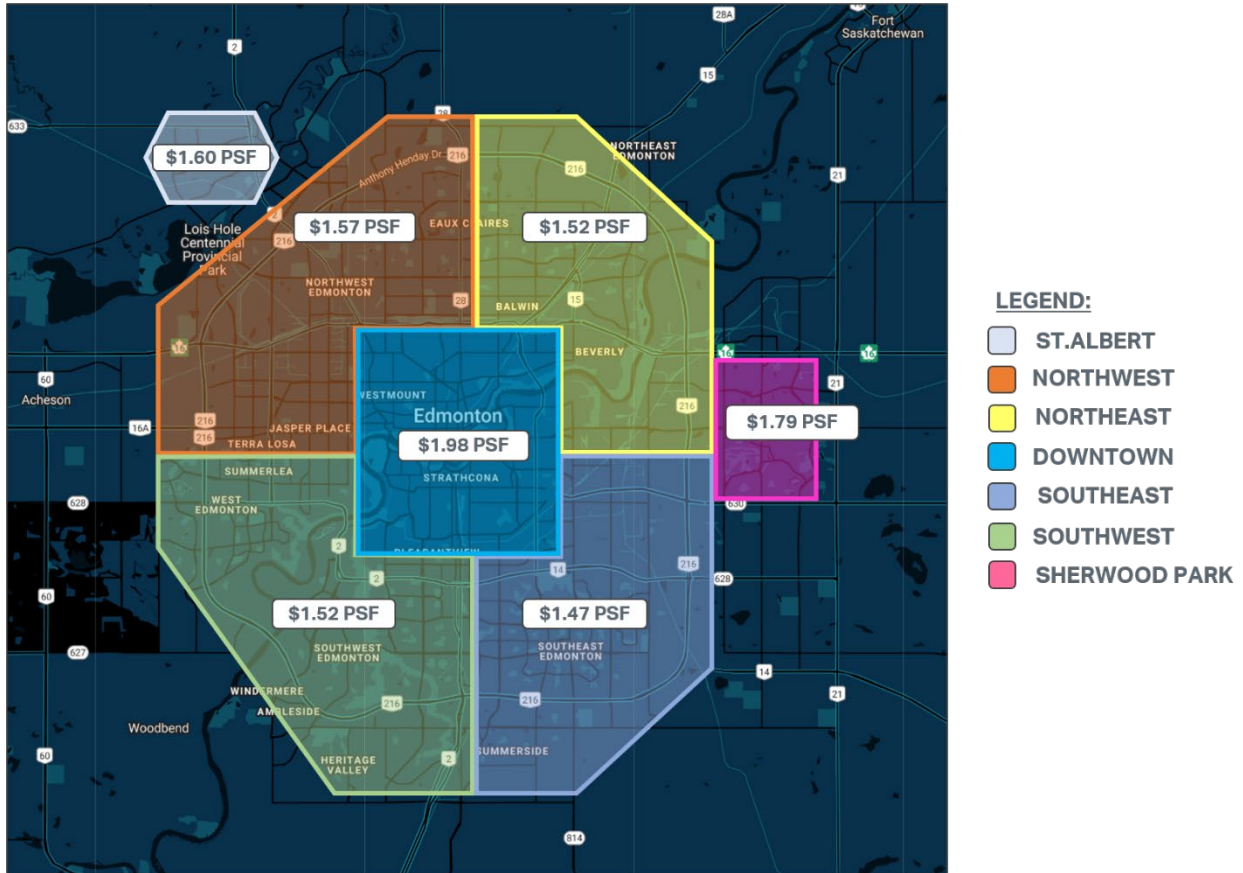 28A
Fort
Saskatchewan
2
15
633
28
$1.60 PSF
NORTHEAST
EDMONTON
Anthony Henday Dr
216
216
21
2
$1.57 PSF
EAUX CLAIRES
$1.52 PSF
Lois Hole
Centennial
Provincial
Park
216
NORTHWEST
EDMONTON
28
15
BALWIN
16
BEVERLY
16
16
60
Acheson
WESTMOUNT
21
Edmonton
216
216
16A
216
JASPER PLACE
TERRA LOSA
$1.98 PSF
$1.79 PSF
SUMMERLEA
STRATHCONA
WEST
EDMONTON
628
630
2
PLEASANTVIEW
2
14
216
628
60
$1.52 PSF
$1.47 PSF
627
SOUTHWEST
EDMONTON
SOUTHEAST
EDMONTON
14
WINDERMERE
AMBLESIDE
216
216
21
Woodbend
60
HERITAGE
VALLEY
2
SUMMERSIDE
814
LEGEND:
ST.ALBERT
NORTHWEST
NORTHEAST
DOWNTOWN
SOUTHEAST
SOUTHWEST
SHERWOOD PARK